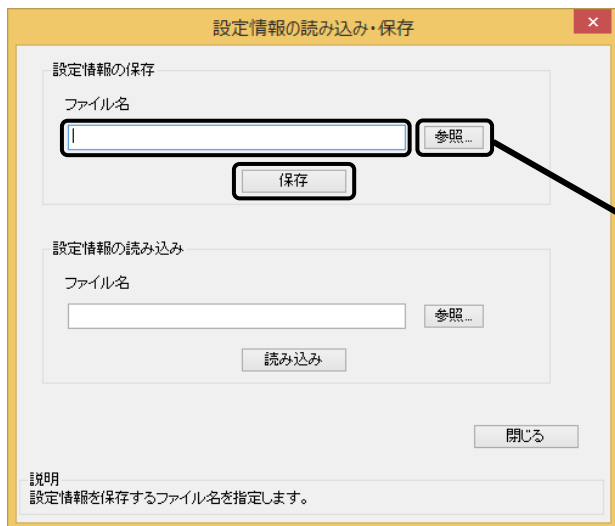 設定情報の読み込み・保存
×
設定情報の保存
ファイル名
参照...
保存
設定情報の読み込み
ファイル名
参照...
読み込み
閉じる
説明
設定情報を保存するファイル名を指定します。